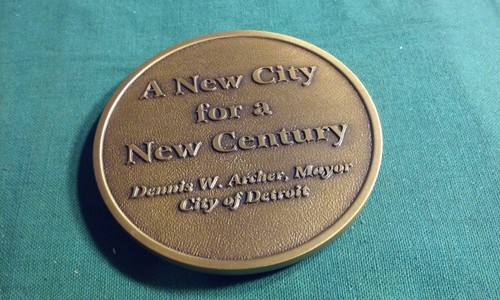 A New City
for a
New Century
Dennis W. Archer, Mayor
City of Detroit